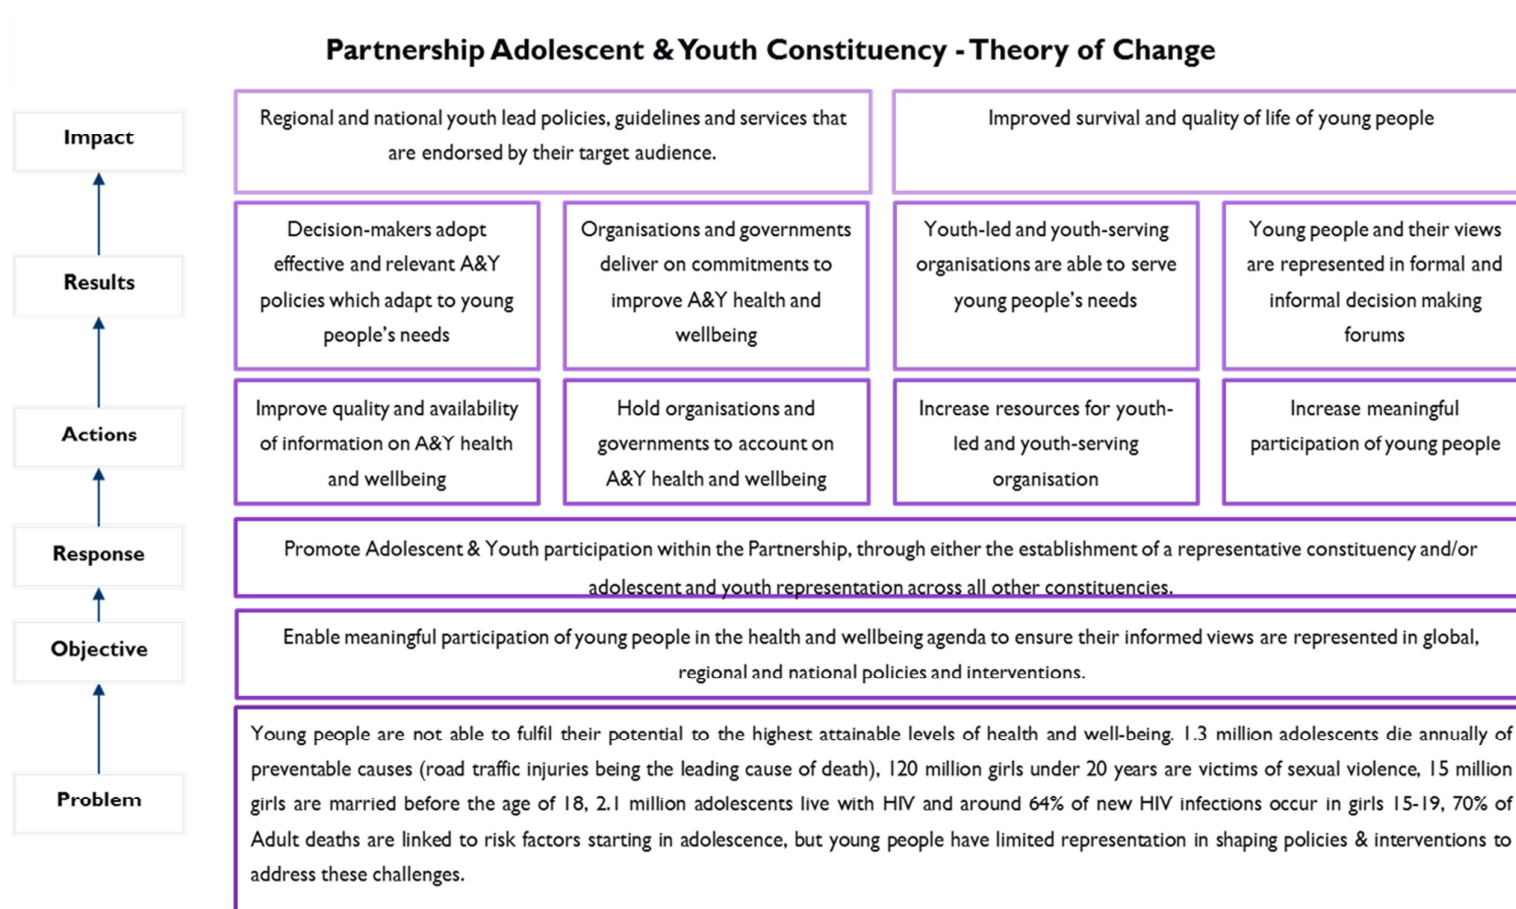 Partnership Adolescent & Youth Constituency - Theory of Change
Impact
Regional and national youth lead policies, guidelines and services that
are endorsed by their target audience.
Improved survival and quality of life of young people
Results
Decision-makers adopt
effective and relevant A&Y
policies which adapt to young
people's needs
Organisations and governments
deliver on commitments to
improve A&Y health and
wellbeing
Youth-led and youth-serving
organisations are able to serve
young people's needs
Young people and their views
are represented in formal and
informal decision making
forums
Actions
Improve quality and availability
of information on A&Y health
and wellbeing
Hold organisations and
governments to account on
A&Y health and wellbeing
Increase resources for youth-
led and youth-serving
organisation
Increase meaningful
participation of young people
Response
Promote Adolescent & Youth participation within the Partnership, through either the establishment of a representative constituency and/or
adolescent and youth representation across all other constituencies.
Objective
Enable meaningful participation of young people in the health and wellbeing agenda to ensure their informed views are represented in global,
regional and national policies and interventions.
Problem
Young people are not able to fulfil their potential to the highest attainable levels of health and well-being. 1.3 million adolescents die annually of
preventable causes (road traffic injuries being the leading cause of death), 120 million girls under 20 years are victims of sexual violence, 15 million
girls are married before the age of 18, 2.1 million adolescents live with HIV and around 64% of new HIV infections occur in girls 15-19, 70% of
Adult deaths are linked to risk factors starting in adolescence, but young people have limited representation in shaping policies & interventions to
address these challenges.